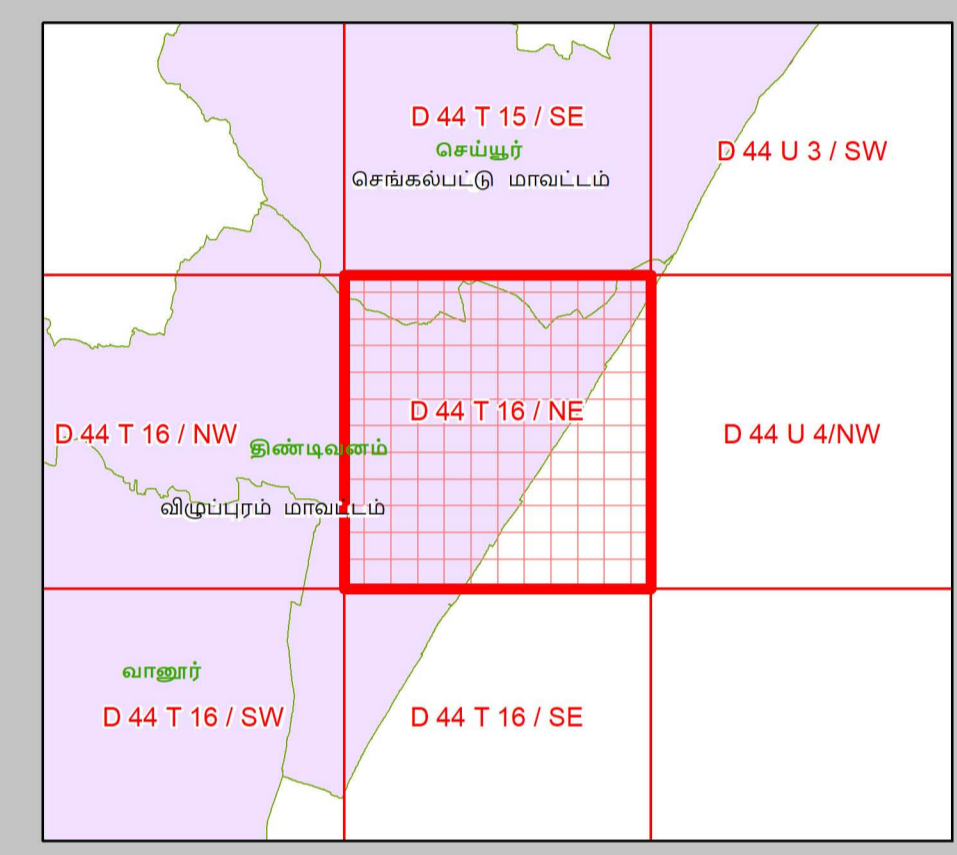 D 44 T 15 / SE
செய்யூர்
செங்கல்பட்டு மாவட்டம்
D 44 U 3 / SW
D 44 T 16 / NE
D 44 T 16 / NW
திண்டிவனம்
விழுப்புரம் மாவட்டம்
D 44 U 4/NW
வானூர்
D 44 T 16 / SW
D 44 T 16 / SE